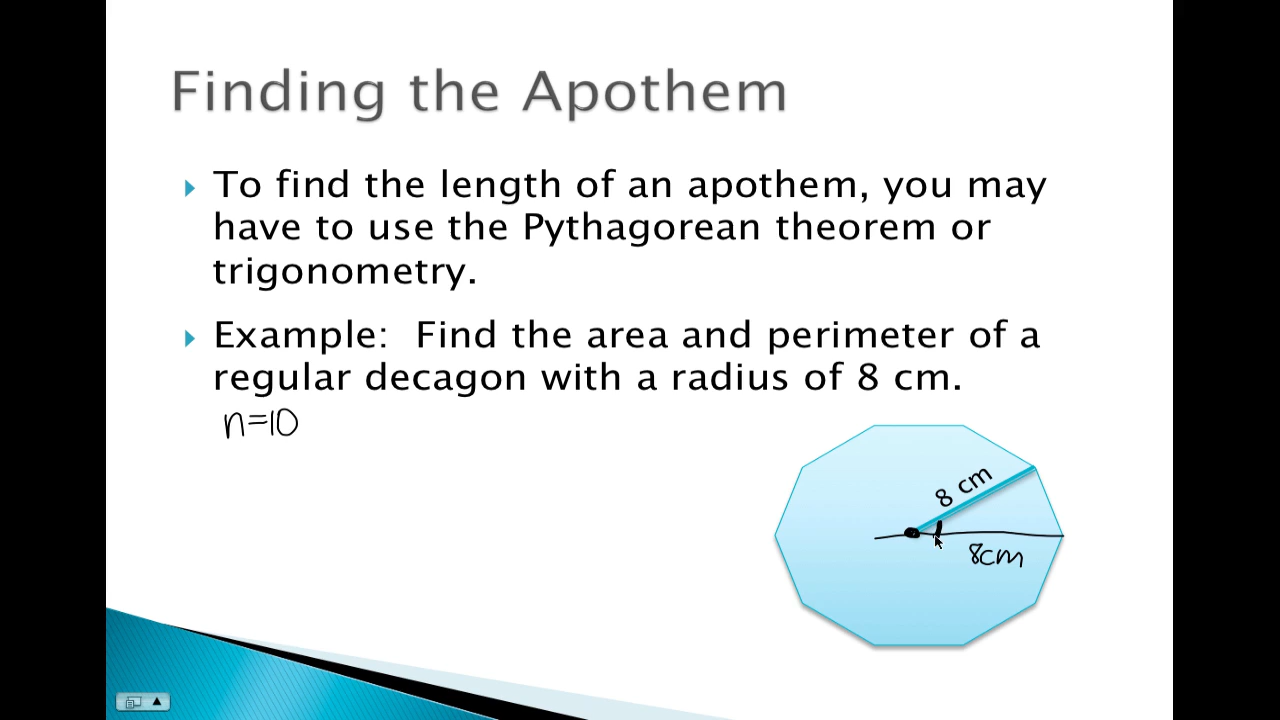 Finding the Apothem
To find the length of an apothem, you may
have to use the Pythagorean theorem or
trigonometry.
Example:  Find the area and perimeter of a
regular decagon with a radius of 8 cm.
n=10
8 cm
8cm